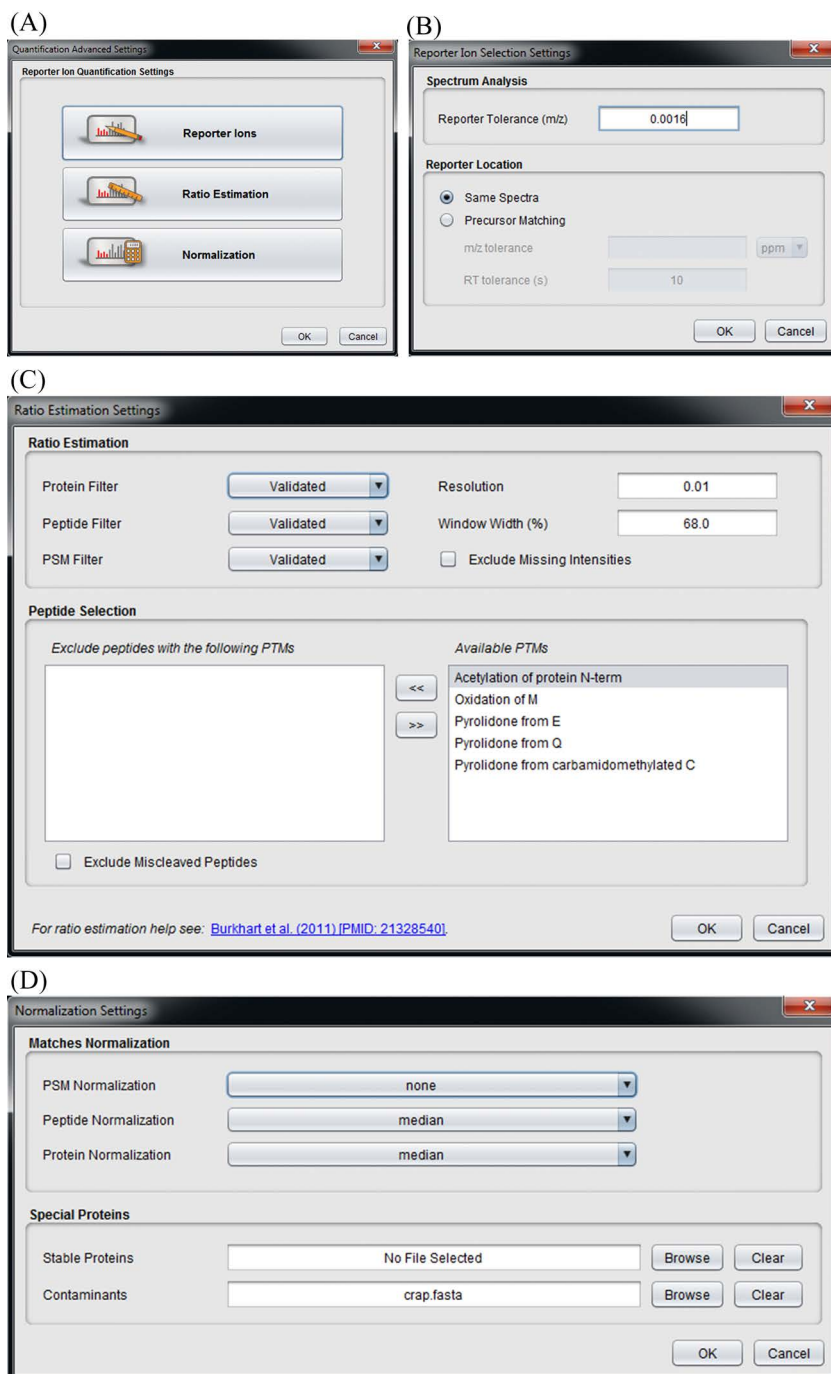 (A)
Quantification Advanced Settings
Reporter Ion Quantification Settings
Reporter Ions
Ratio Estimation
Normalization
OK Cancel
(B)
Reporter Ion Selection Settings
Spectrum Analysis
Reporter Tolerance (m/z) 0.0016
Reporter Location
Same Spectra
Precursor Matching
m/z tolerance ppm
RT tolerance (s) 10
OK Cancel
(C)
Ratio Estimation Settings
Ratio Estimation
Protein Filter Validated Resolution 0.01
Peptide Filter Validated Window Width (%) 68.0
PSM Filter Validated Exclude Missing Intensities
Peptide Selection
Exclude peptides with the following PTMs Available PTMs
<< Acetylation of protein N-term
Oxidation of M
>> Pyrolidone from E
Pyrolidone from Q
Pyrolidone from carbamidomethylated C
Exclude Miscleaved Peptides
For ratio estimation help see: Burkhart et al. (2011) [PMID: 21328540].
OK Cancel
(D)
Normalization Settings
Matches Normalization
PSM Normalization none
Peptide Normalization median
Protein Normalization median
Special Proteins
Stable Proteins No File Selected Browse Clear
Contaminants crap.fasta Browse Clear
OK Cancel